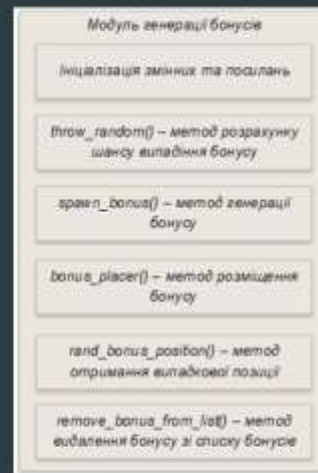 Модуль генерації бонусів
Ініціалізація змінних та посилань
throw_random() – метод розрахунку
шансу випадіння бонусу
spawn_bonus() – метод генерації
бонусу
bonus_placer() – метод розміщення
бонусу
rand_bonus_position() – метод
отримання випадкової позиції
remove_bonus_from_list() – метод
видалення бонусу зі списку бонусів